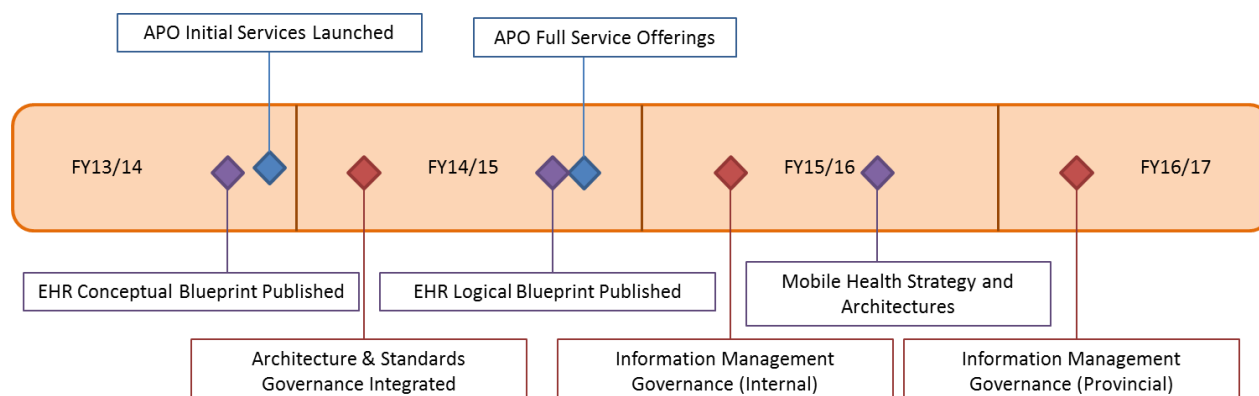 APO Initial Services Launched
APO Full Service Offerings
FY13/14
FY14/15
FY15/16
FY16/17
EHR Conceptual Blueprint Published
EHR Logical Blueprint Published
Mobile Health Strategy and
Architectures
Architecture & Standards
Governance Integrated
Information Management
Governance (Internal)
Information Management
Governance (Provincial)